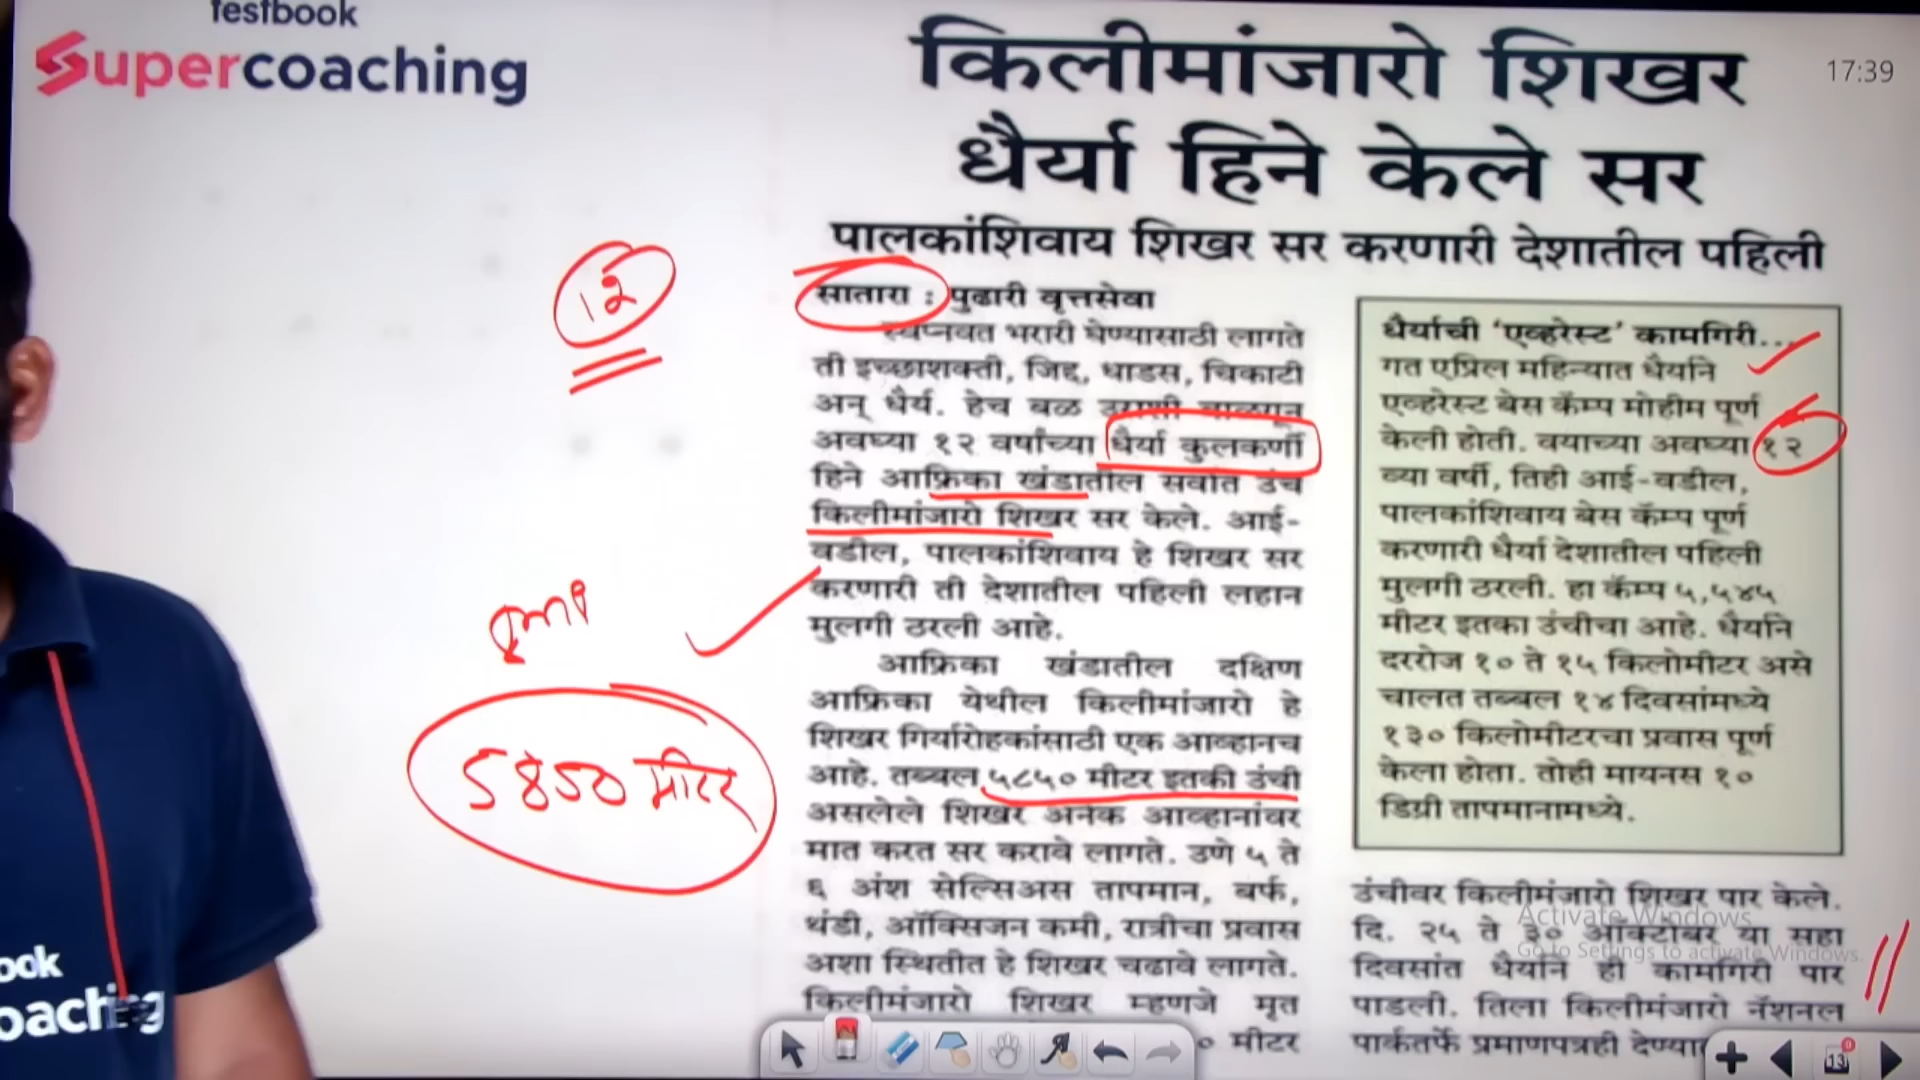 testbook
Supercoaching
17:39
किलीमांजारो शिखर
धैर्या हिने केले सर
पालकांशिवाय शिखर सर करणारी देशातील पहिली
सातारा : पुढारी वृत्तसेवा
स्वप्नवत भरारी घेण्यासाठी लागते
ती इच्छाशक्ती, जिद्द, धाडस, चिकाटी
अन् धैर्य. हेच बळ उराशी बाळगून
अवघ्या १२ वर्षांच्या धैर्या कुलकर्णी
हिने आफ्रिका खंडातील सर्वात उंच
किलीमांजारो शिखर सर केले. आई-
वडील, पालकांशिवाय हे शिखर सर
करणारी ती देशातील पहिली लहान
मुलगी ठरली आहे.
आफ्रिका खंडातील दक्षिण
आफ्रिका येथील किलीमांजारो हे
शिखर गिर्यारोहकांसाठी एक आव्हानच
आहे. तब्बल ५८५० मीटर इतकी उंची
असलेले शिखर अनेक आव्हानांवर
मात करत सर करावे लागते. उणे ५ ते
६ अंश सेल्सिअस तापमान, बर्फ,
थंडी, ऑक्सिजन कमी, रात्रीचा प्रवास
अशा स्थितीत हे शिखर चढावे लागते.
किलीमंजारो शिखर म्हणजे मृत
० मीटर
धैर्याची ‘एव्हरेस्ट’ कामगिरी...
गत एप्रिल महिन्यात धैर्याने
एव्हरेस्ट बेस कॅम्प मोहीम पूर्ण
केली होती. वयाच्या अवघ्या १२
व्या वर्षी, तिही आई-वडील,
पालकांशिवाय बेस कॅम्प पूर्ण
करणारी धैर्या देशातील पहिली
मुलगी ठरली. हा कॅम्प ५,५४५
मीटर इतका उंचीचा आहे. धैर्याने
दररोज १० ते १५ किलोमीटर असे
चालत तब्बल १४ दिवसांमध्ये
१३० किलोमीटरचा प्रवास पूर्ण
केला होता. तोही मायनस १०
डिग्री तापमानामध्ये.
उंचीवर किलीमंजारो शिखर पार केले.
दि. २५ ते ३० ऑक्टोबर या सहा
दिवसांत धैर्याने ही कामगिरी पार
पाडली. तिला किलीमंजारो नॅशनल
पार्कतर्फे प्रमाणपत्रही
Activate Windows
Go to Settings to activate Windows.
१२
5850 मीटर
ook
oaching
13